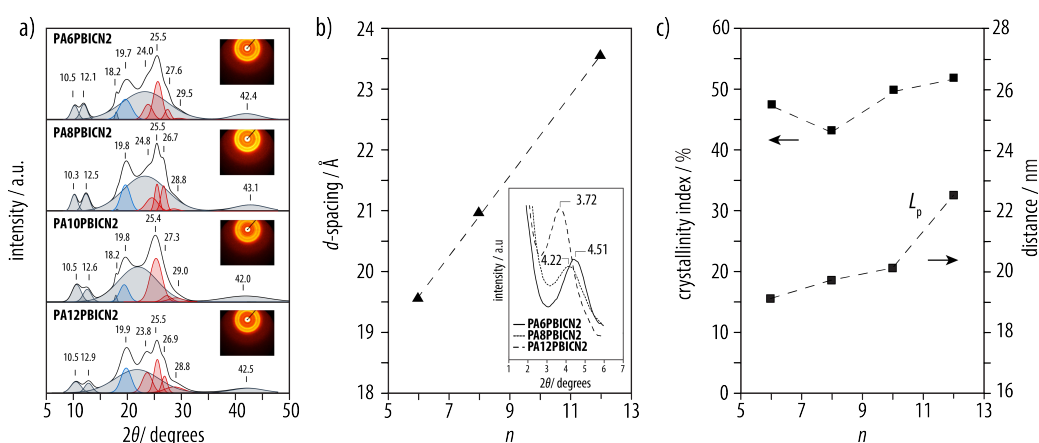 a)
PA6PBICN2
10.5 12.1 18.2 19.7 24.0 25.5 27.6 29.5 42.4
PA8PBICN2
10.3 12.5 19.8 24.8 25.5 26.7 28.8 43.1
PA10PBICN2
10.5 12.6 18.2 19.8 25.4 27.3 29.0 42.0
PA12PBICN2
10.5 12.9 19.9 23.8 25.5 26.9 28.8 42.5
intensity / a.u.
5 10 20 30 40 50
2θ/ degrees
b)
24
23
22
21
20
19
18
d-spacing / Å
5 7 9 11 13
n
3.72
4.22
4.51
intensity / a.u
PA6PBICN2
PA8PBICN2
PA12PBICN2
1 2 3 4 5 6 7
2θ/ degrees
c)
60
50
40
30
20
10
0
crystallinity index / %
Lp
28
26
24
22
20
18
16
distance / nm
5 7 9 11 13
n